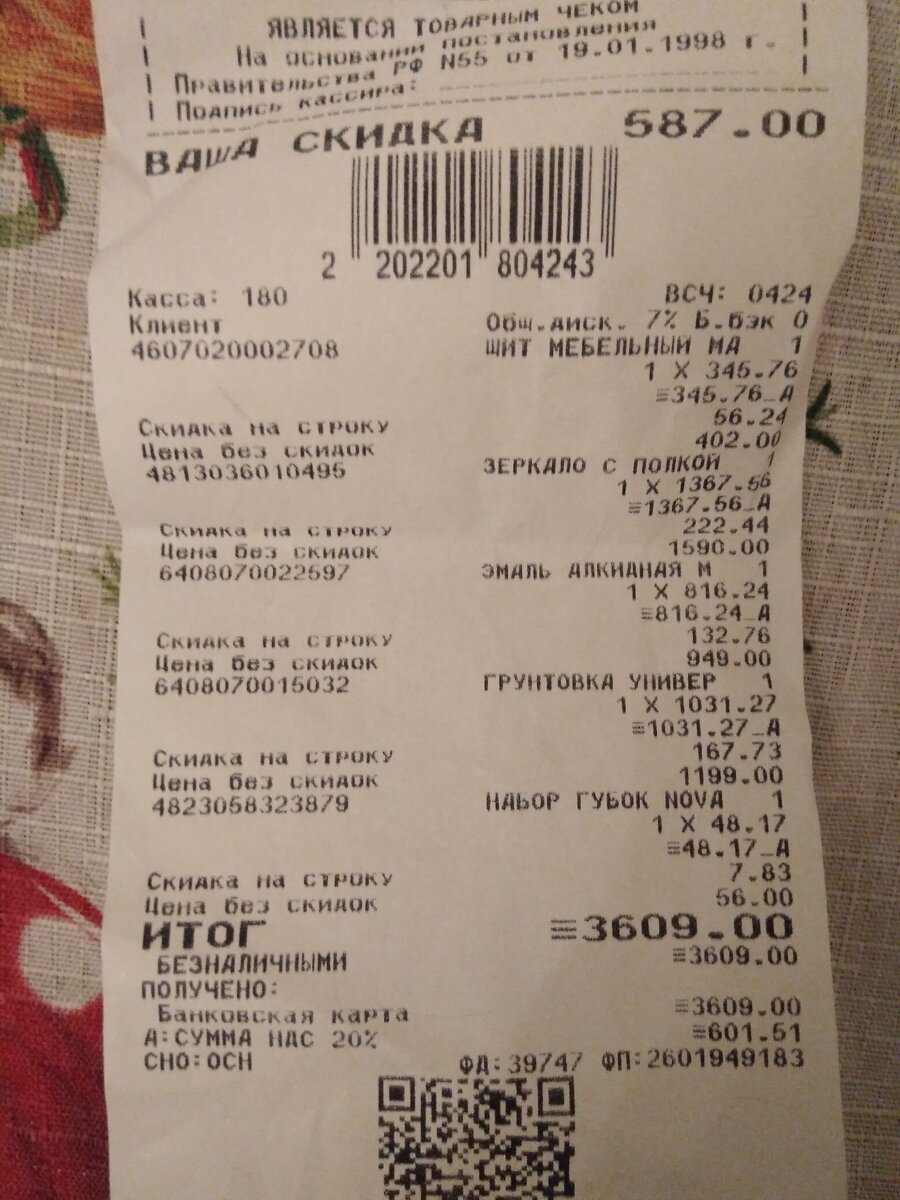 ЯВЛЯЕТСЯ ТОВАРНЫМ ЧЕКОМ
На основании постановления
Правительства РФ N55 от 19.01.1998 г.
Подпись кассира:
ВАША СКИДКА 587.00
2 202201 804243
Касса: 180 ВСЧ: 0424
Клиент Общ.диск. 7% Б.бэк 0
4607020002708 ЩИТ МЕБЕЛЬНЫЙ МА 1
1 X 345.76
≡345.76_А
Скидка на строку 56.24
Цена без скидок 402.00
4813036010495 ЗЕРКАЛО С ПОЛКОЙ 1
1 X 1367.56
≡1367.56_А
Скидка на строку 222.44
Цена без скидок 1590.00
6408070022597 ЭМАЛЬ АЛКИДНАЯ М 1
1 X 816.24
≡816.24_А
Скидка на строку 132.76
Цена без скидок 949.00
6408070015032 ГРУНТОВКА УНИВЕР 1
1 X 1031.27
≡1031.27_А
Скидка на строку 167.73
Цена без скидок 1199.00
4823058323879 НАБОР ГУБОК NOVA 1
1 X 48.17
≡48.17_А
Скидка на строку 7.83
Цена без скидок 56.00
ИТОГ ≡3609.00
БЕЗНАЛИЧНЫМИ ≡3609.00
ПОЛУЧЕНО:
Банковская карта ≡3609.00
А:СУММА НДС 20% ≡601.51
СНО:ОСН ФД:39747 ФП:2601949183